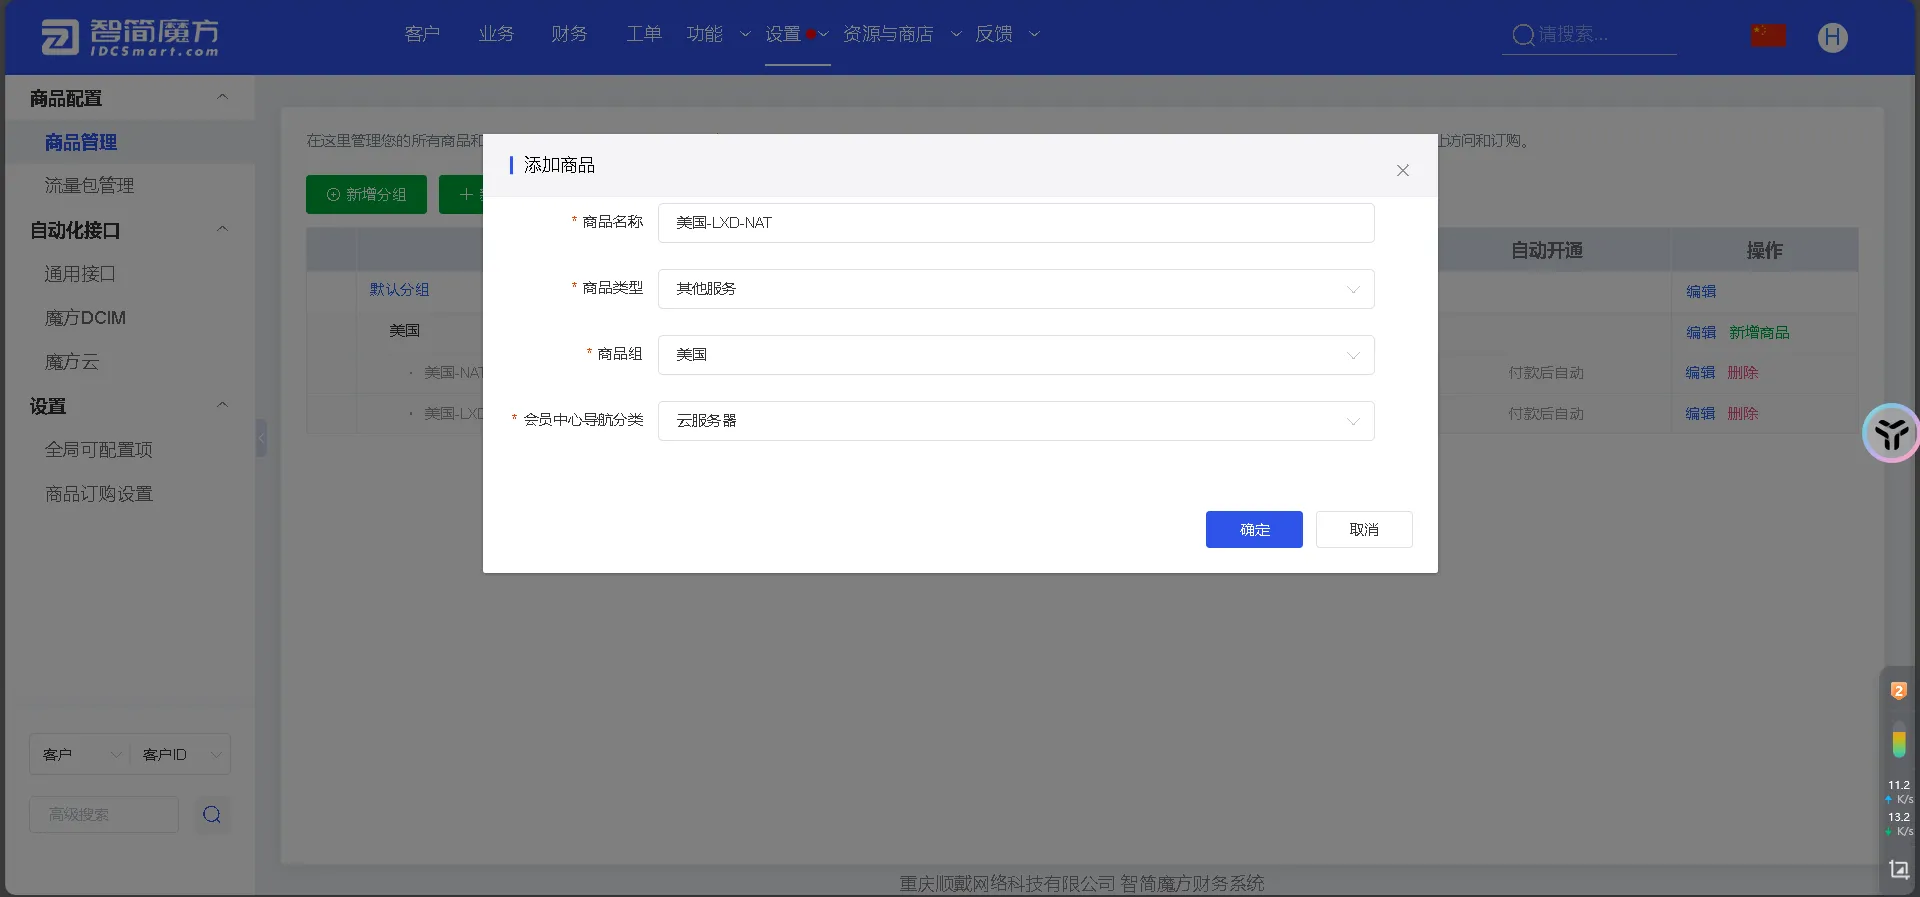 智简魔方
IDCSmart.com
客户
业务
财务
工单
功能
设置
资源与商店
反馈
请搜索...
H
商品配置
商品管理
流量包管理
自动化接口
通用接口
魔方DCIM
魔方云
设置
全局可配置项
商品订购设置
客户
客户ID
高级搜索
在这里管理您的所有商品和
访问和订购。
新增分组
自动开通
操作
默认分组
编辑
美国
编辑 新增商品
美国-NAT
付款后自动
编辑 删除
美国-LXD
付款后自动
编辑 删除
添加商品
* 商品名称
美国-LXD-NAT
* 商品类型
其他服务
* 商品组
美国
* 会员中心导航分类
云服务器
确定
取消
2
11.2
K/s
13.2
K/s
重庆顺戴网络科技有限公司 智简魔方财务系统